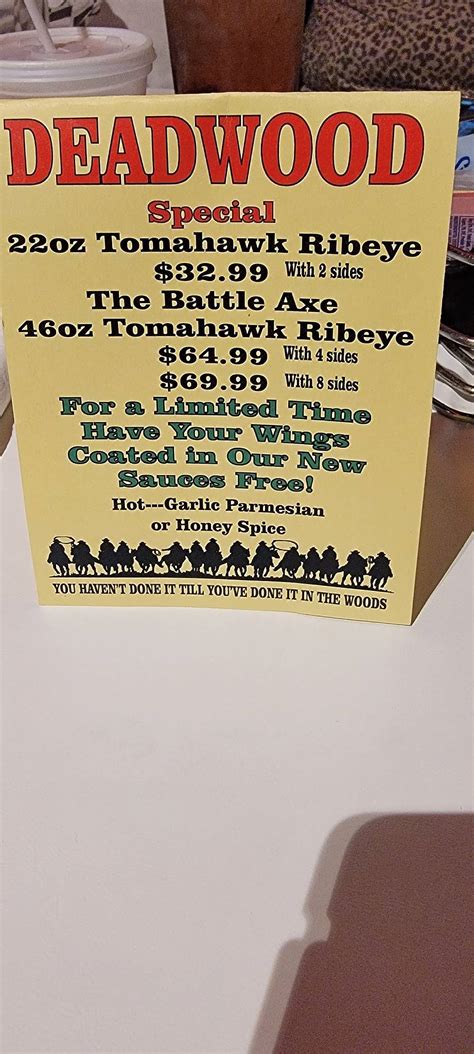 DEADWOOD
Special
22oz Tomahawk Ribeye
$32.99 With 2 sides
The Battle Axe
46oz Tomahawk Ribeye
$64.99 With 4 sides
$69.99 With 8 sides
For a Limited Time
Have Your Wings
Coated in Our New
Sauces Free!
Hot---Garlic Parmesian
or Honey Spice
YOU HAVEN'T DONE IT TILL YOU'VE DONE IT IN THE WOODS